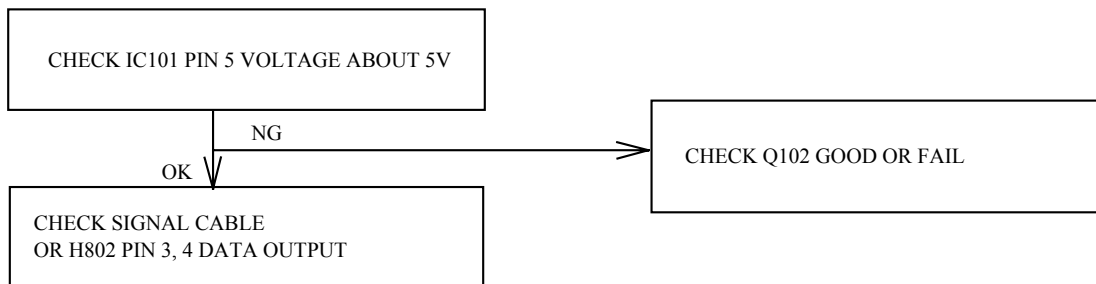 CHECK IC101 PIN 5 VOLTAGE ABOUT 5V
NG
CHECK Q102 GOOD OR FAIL
OK
CHECK SIGNAL CABLE
OR H802 PIN 3, 4 DATA OUTPUT